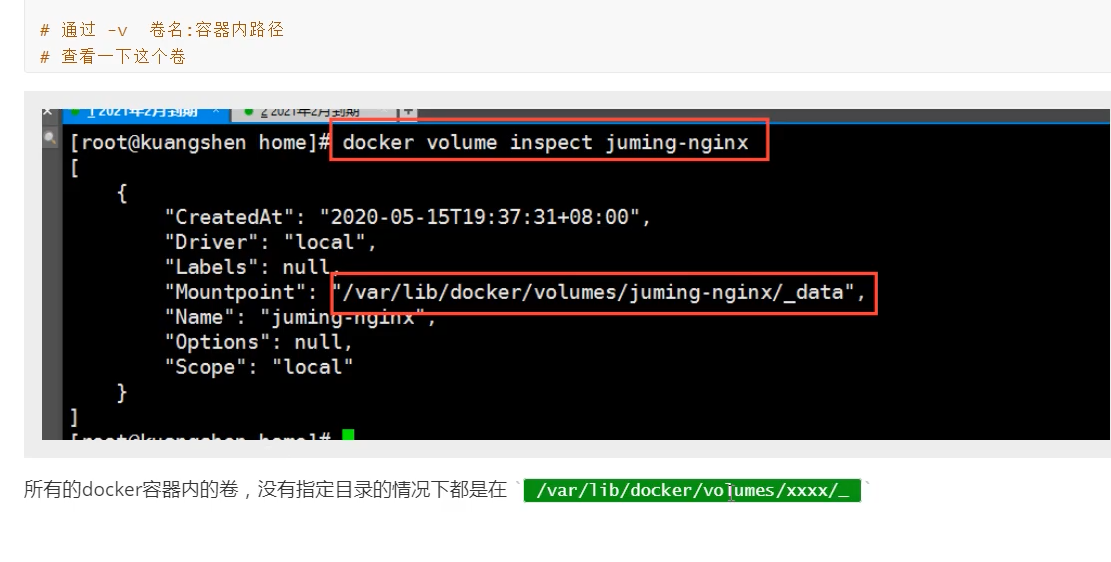 # 通过 -v  卷名:容器内路径
# 查看一下这个卷
1 2021年2月到期 × 2 2021年2月到期 × +
[root@kuangshen home]# docker volume inspect juming-nginx
[
    {
        "CreatedAt": "2020-05-15T19:37:31+08:00",
        "Driver": "local",
        "Labels": null,
        "Mountpoint": "/var/lib/docker/volumes/juming-nginx/_data",
        "Name": "juming-nginx",
        "Options": null,
        "Scope": "local"
    }
]
[root@kuangshen home]#
所有的docker容器内的卷，没有指定目录的情况下都是在 ` /var/lib/docker/volumes/xxxx/_ `